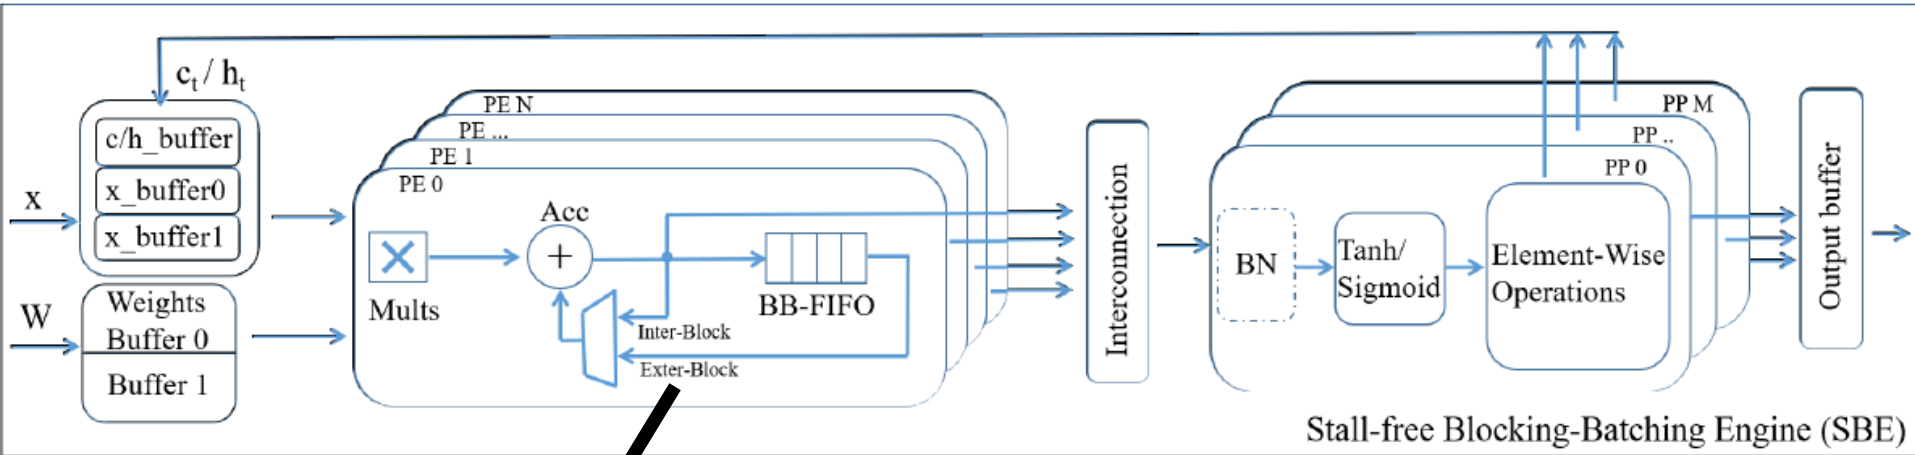 c_t / h_t
c/h_buffer
x_buffer0
x_buffer1
x
W
Weights
Buffer 0
Buffer 1
PE N
PE ...
PE 1
PE 0
Mults
Acc
+
BB-FIFO
Inter-Block
Exter-Block
Interconnection
PP M
PP ..
PP 0
BN
Tanh/
Sigmoid
Element-Wise
Operations
Output buffer
Stall-free Blocking-Batching Engine (SBE)